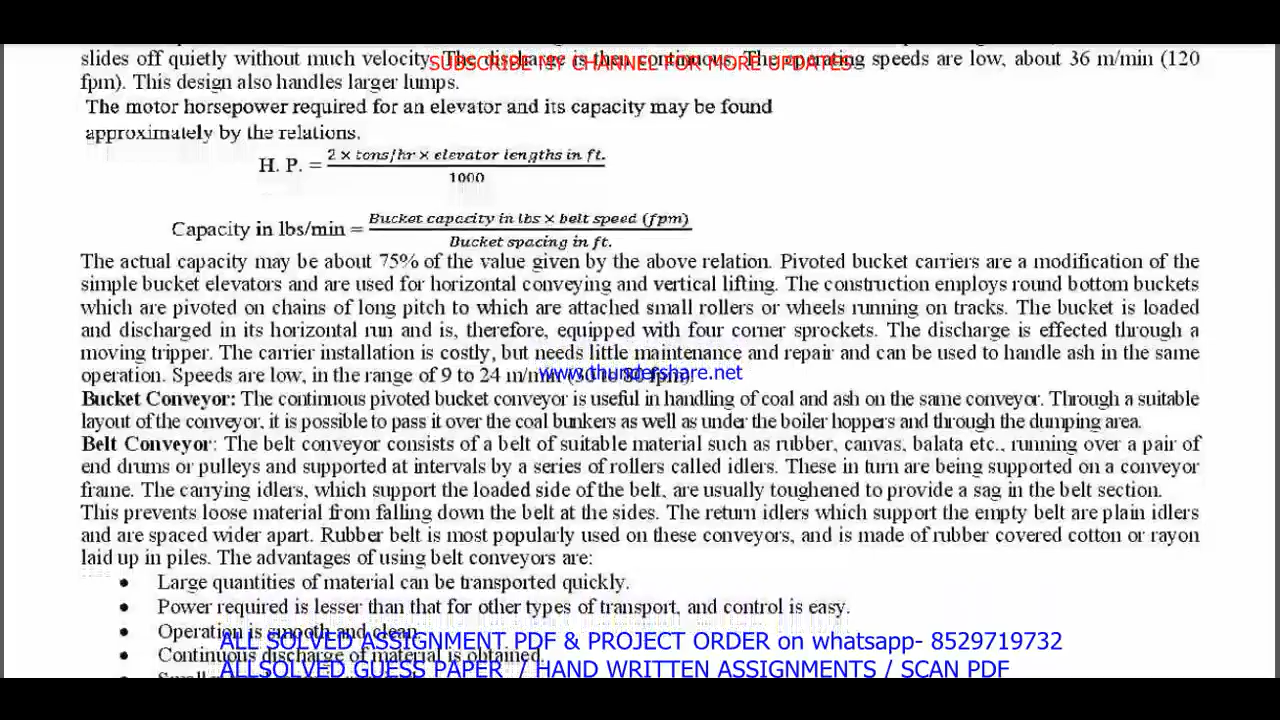 slides off quietly without much velocity. The discharge is then continuous. The operating speeds are low, about 36 m/min (120
SUBSCRIBE MY CHANNEL FOR MORE UPDATES
fpm). This design also handles larger lumps.
The motor horsepower required for an elevator and its capacity may be found
approximately by the relations.
H. P. = 2 × tons/hr × elevator lengths in ft.
1000
Capacity in lbs/min = Bucket capacity in lbs × belt speed (fpm)
Bucket spacing in ft.
The actual capacity may be about 75% of the value given by the above relation. Pivoted bucket carriers are a modification of the
simple bucket elevators and are used for horizontal conveying and vertical lifting. The construction employs round bottom buckets
which are pivoted on chains of long pitch to which are attached small rollers or wheels running on tracks. The bucket is loaded
and discharged in its horizontal run and is, therefore, equipped with four corner sprockets. The discharge is effected through a
moving tripper. The carrier installation is costly, but needs little maintenance and repair and can be used to handle ash in the same
operation. Speeds are low, in the range of 9 to 24 m/min (30 to 80 fpm).
www.thundershare.net
Bucket Conveyor: The continuous pivoted bucket conveyor is useful in handling of coal and ash on the same conveyor. Through a suitable
layout of the conveyor, it is possible to pass it over the coal bunkers as well as under the boiler hoppers and through the dumping area.
Belt Conveyor: The belt conveyor consists of a belt of suitable material such as rubber, canvas, balata etc., running over a pair of
end drums or pulleys and supported at intervals by a series of rollers called idlers. These in turn are being supported on a conveyor
frame. The carrying idlers, which support the loaded side of the belt, are usually toughened to provide a sag in the belt section.
This prevents loose material from falling down the belt at the sides. The return idlers which support the empty belt are plain idlers
and are spaced wider apart. Rubber belt is most popularly used on these conveyors, and is made of rubber covered cotton or rayon
laid up in piles. The advantages of using belt conveyors are:
• Large quantities of material can be transported quickly.
• Power required is lesser than that for other types of transport, and control is easy.
• Operation is smooth and clean.
ALL SOLVED ASSIGNMENT PDF & PROJECT ORDER on whatsapp- 8529719732
• Continuous discharge of material is obtained.
ALLSOLVED GUESS PAPER / HAND WRITTEN ASSIGNMENTS / SCAN PDF